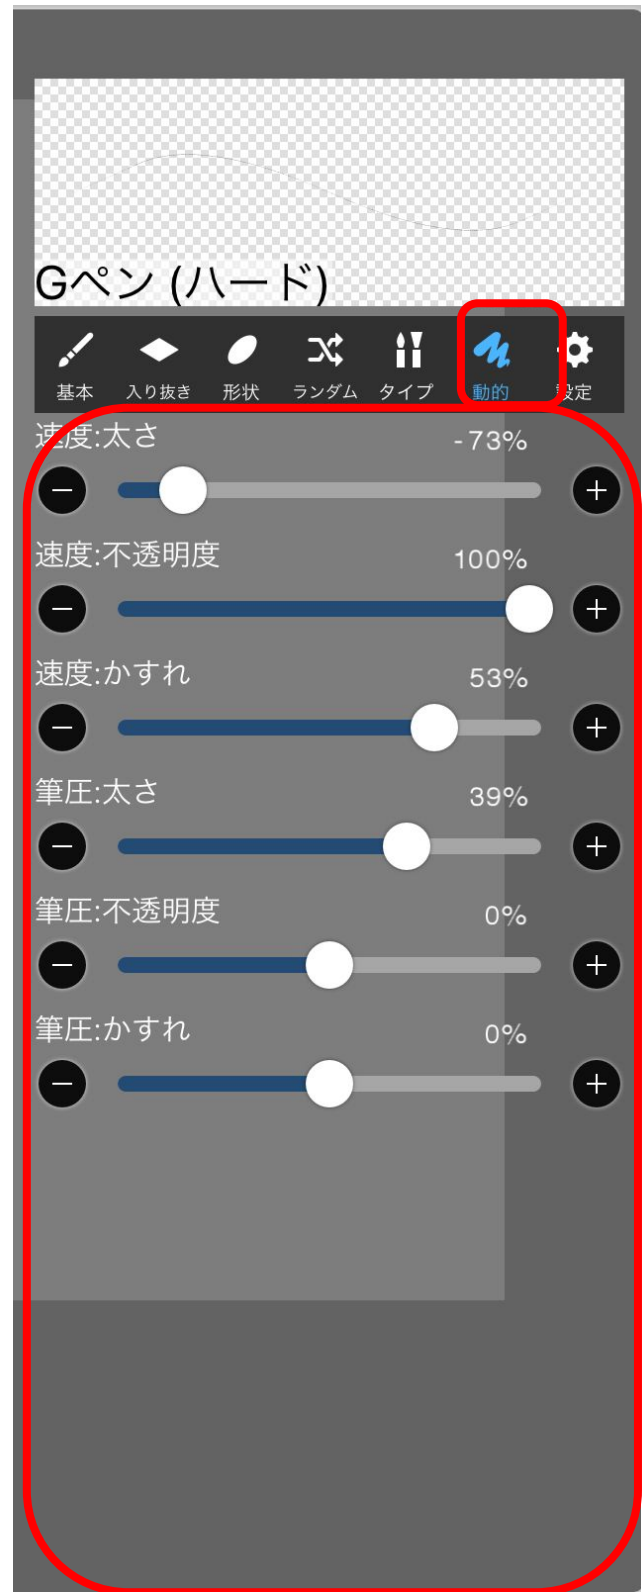 Gペン (ハード)
基本 入り抜き 形状 ランダム タイプ 動的 設定
速度:太さ -73%
速度:不透明度 100%
速度:かすれ 53%
筆圧:太さ 39%
筆圧:不透明度 0%
筆圧:かすれ 0%